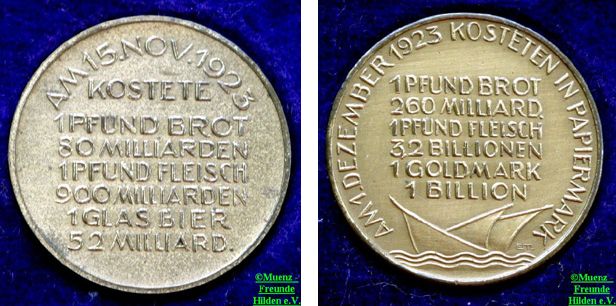 AM 15. NOV. 1923
KOSTETE
1 PFUND BROT
80 MILLIARDEN
1 PFUND FLEISCH
900 MILLIARDEN
1 GLAS BIER
52 MILLIARD.
©Muenz -
Freunde
Hilden e.V.
AM 1. DEZEMBER 1923 KOSTETEN IN PAPIERMARK
1 PFUND BROT
260 MILLIARD.
1 PFUND FLEISCH
3,2 BILLIONEN
1 GOLDMARK
1 BILLION
©Muenz -
Freunde
Hilden e.V.